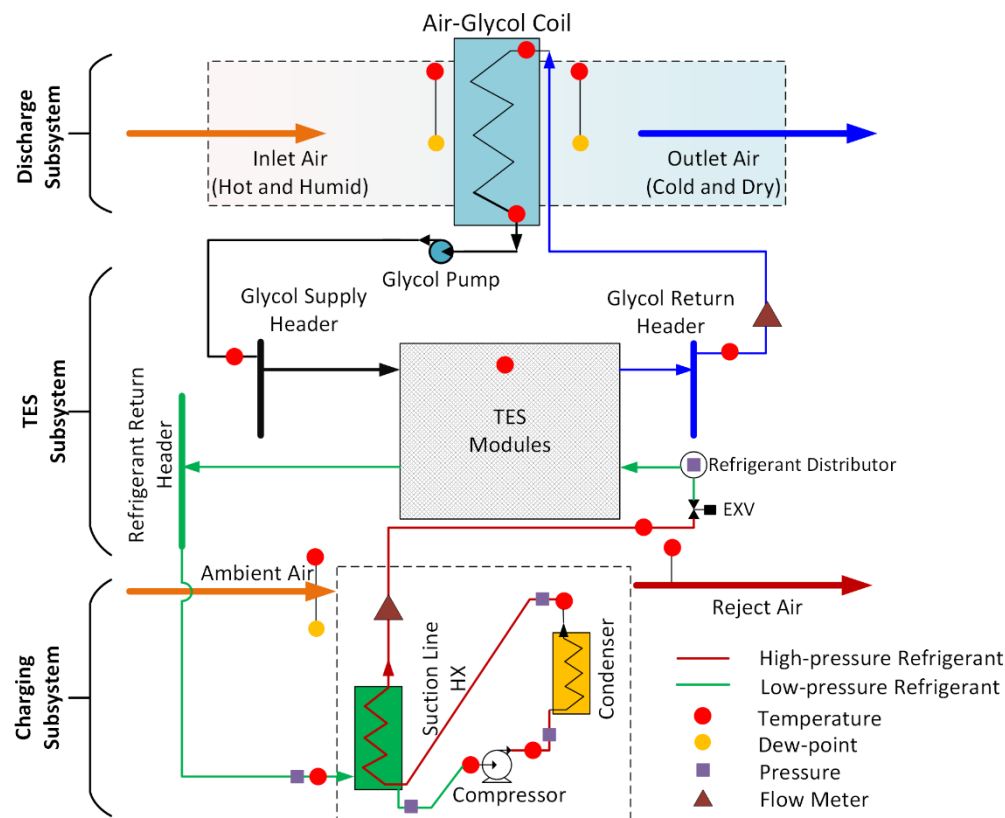 Air-Glycol Coil
Discharge
Subsystem
Inlet Air
(Hot and Humid)
Outlet Air
(Cold and Dry)
Glycol Pump
TES
Subsystem
Glycol Supply
Header
Glycol Return
Header
TES
Modules
Refrigerant Return
Header
Refrigerant Distributor
EXV
Charging
Subsystem
Ambient Air
Reject Air
Suction Line
HX
Condenser
Compressor
High-pressure Refrigerant
Low-pressure Refrigerant
Temperature
Dew-point
Pressure
Flow Meter